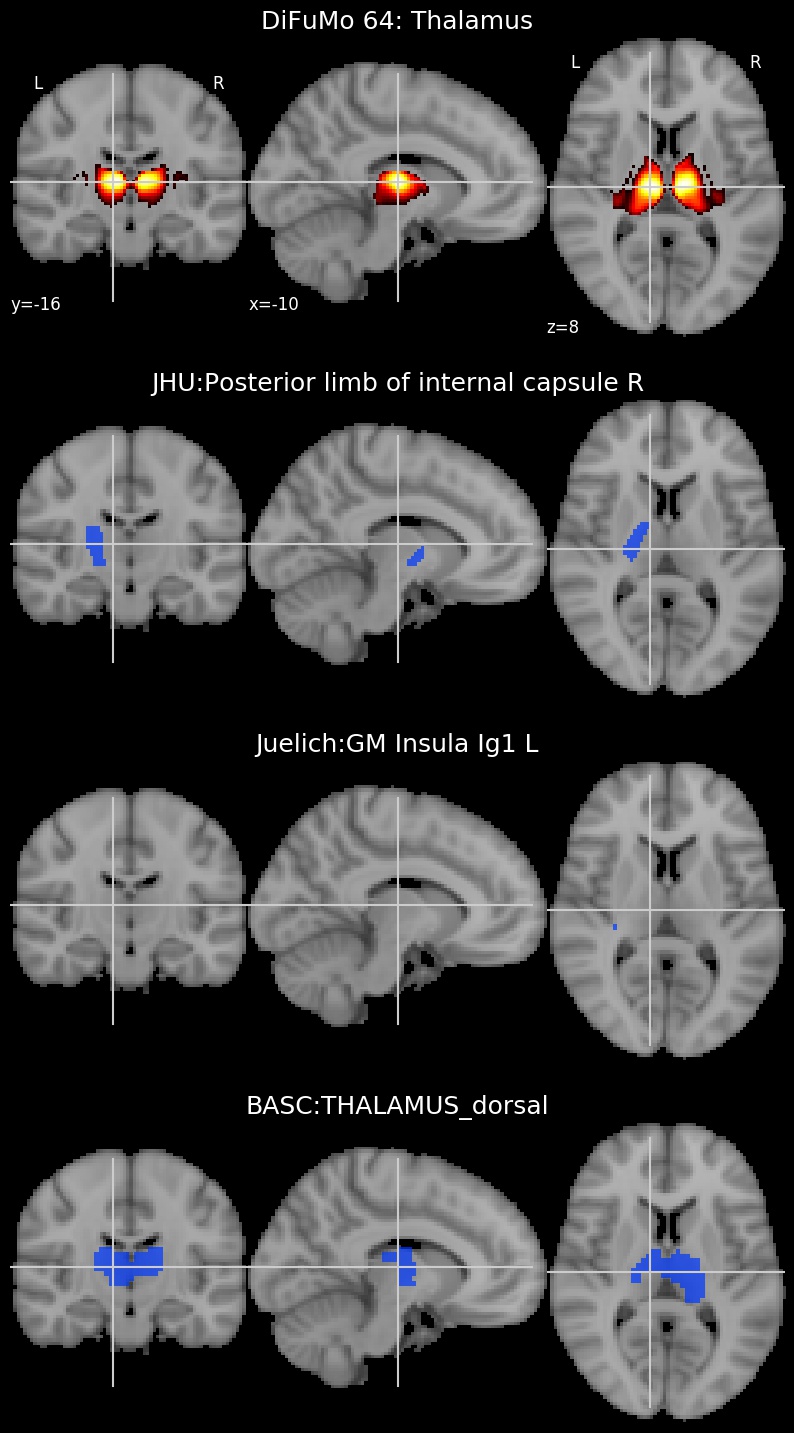 DiFuMo 64: Thalamus
L R L R
y=-16 x=-10 z=8
JHU:Posterior limb of internal capsule R
Juelich:GM Insula Ig1 L
BASC:THALAMUS_dorsal